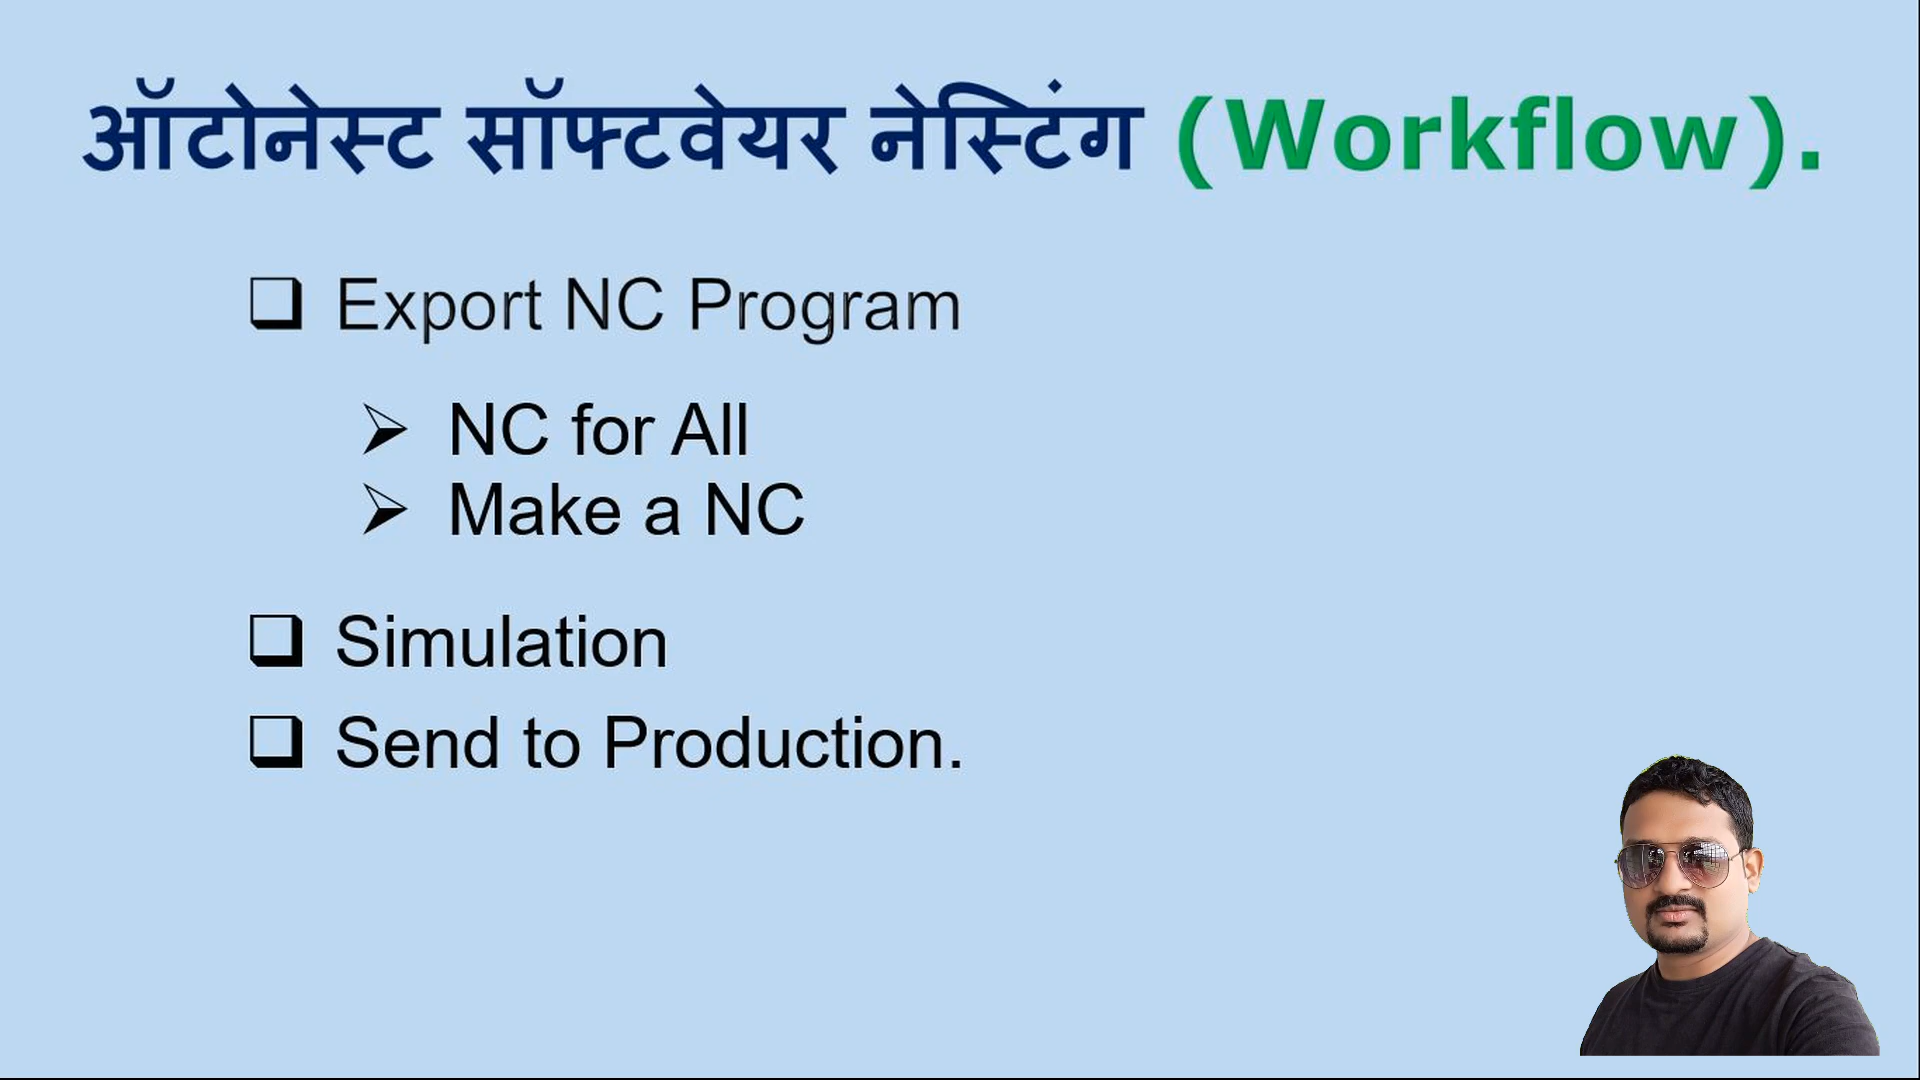 ऑटोनेस्ट सॉफ्टवेयर नेस्टिंग (Workflow).
Export NC Program
NC for All
Make a NC
Simulation
Send to Production.